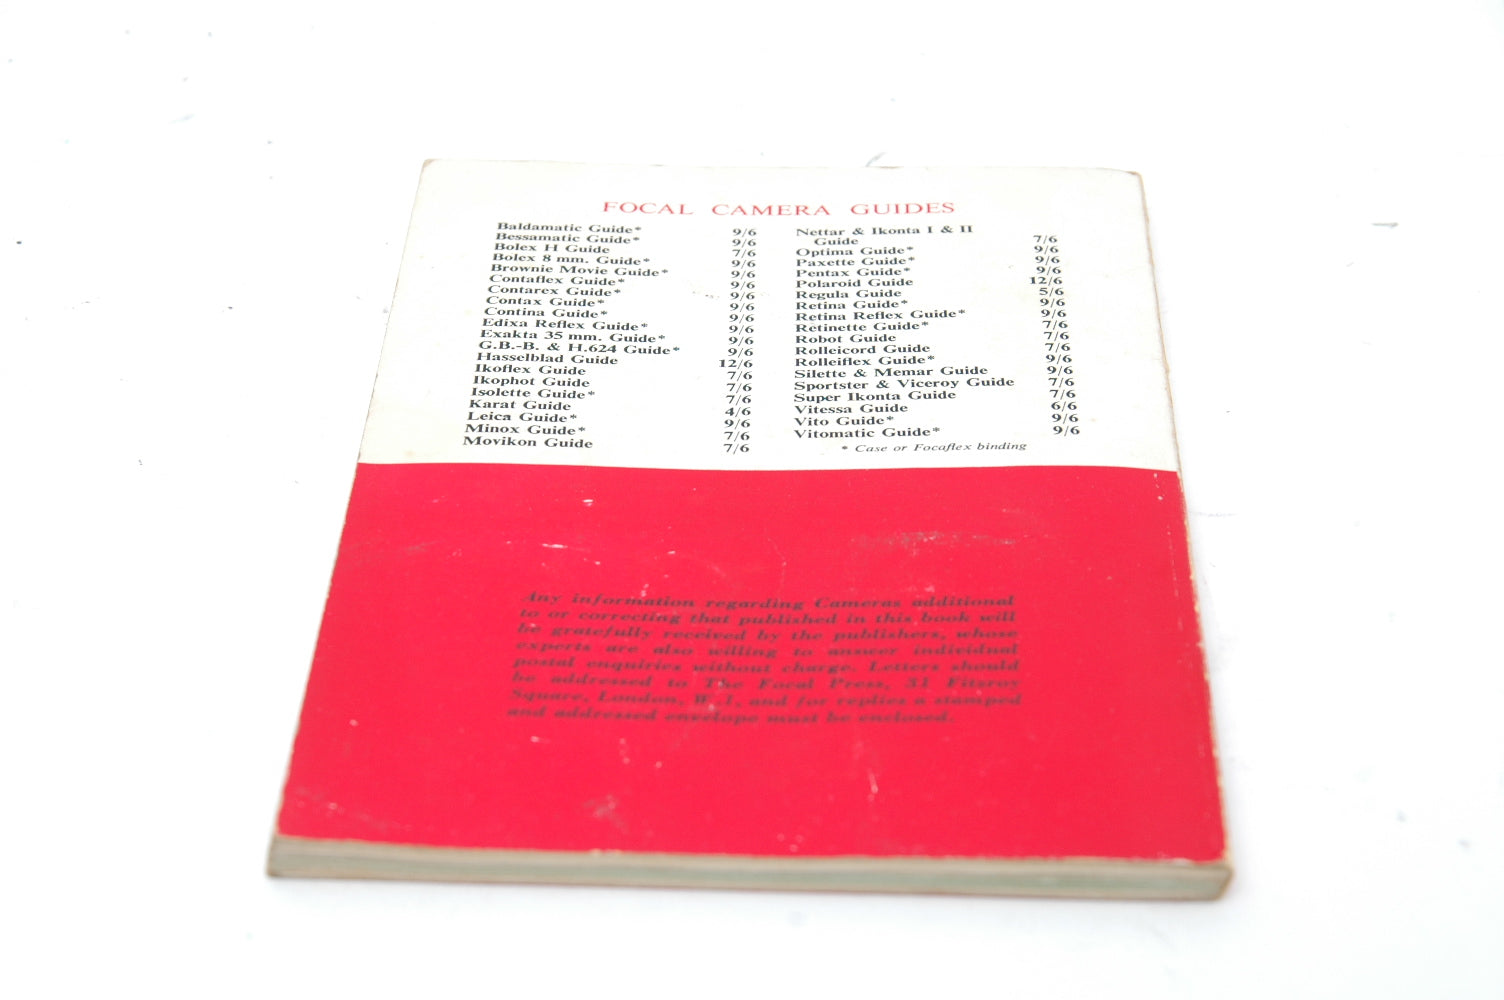 FOCAL CAMERA GUIDES
Baldamatic Guide* 9/6
Bessamatic Guide* 9/6
Bolex H Guide 7/6
Bolex 8 mm. Guide* 9/6
Brownie Movie Guide* 9/6
Contaflex Guide* 9/6
Contarex Guide* 9/6
Contax Guide* 9/6
Contina Guide* 9/6
Edixa Reflex Guide* 9/6
Exakta 35 mm. Guide* 9/6
G.B.-B. & H.624 Guide* 9/6
Hasselblad Guide 12/6
Ikoflex Guide 7/6
Ikophot Guide 7/6
Isolette Guide* 7/6
Karat Guide 4/6
Leica Guide* 9/6
Minox Guide* 7/6
Movikon Guide 7/6
Nettar & Ikonta I & II
Guide 7/6
Optima Guide* 9/6
Paxette Guide* 9/6
Pentax Guide* 9/6
Polaroid Guide 12/6
Regula Guide 5/6
Retina Guide* 9/6
Retina Reflex Guide* 9/6
Retinette Guide* 7/6
Robot Guide 7/6
Rolleicord Guide 7/6
Rolleiflex Guide* 9/6
Silette & Memar Guide 9/6
Sportster & Viceroy Guide 7/6
Super Ikonta Guide 7/6
Vitessa Guide 6/6
Vito Guide* 9/6
Vitomatic Guide* 9/6
* Case or Focaflex binding
Any information regarding Cameras additional
to or correcting that published in this book will
be gratefully received by the publishers, whose
experts are also willing to answer individual
postal enquiries without charge. Letters should
be addressed to The Focal Press, 31 Fitzroy
Square, London, W.1, and for replies a stamped
and addressed envelope must be enclosed.